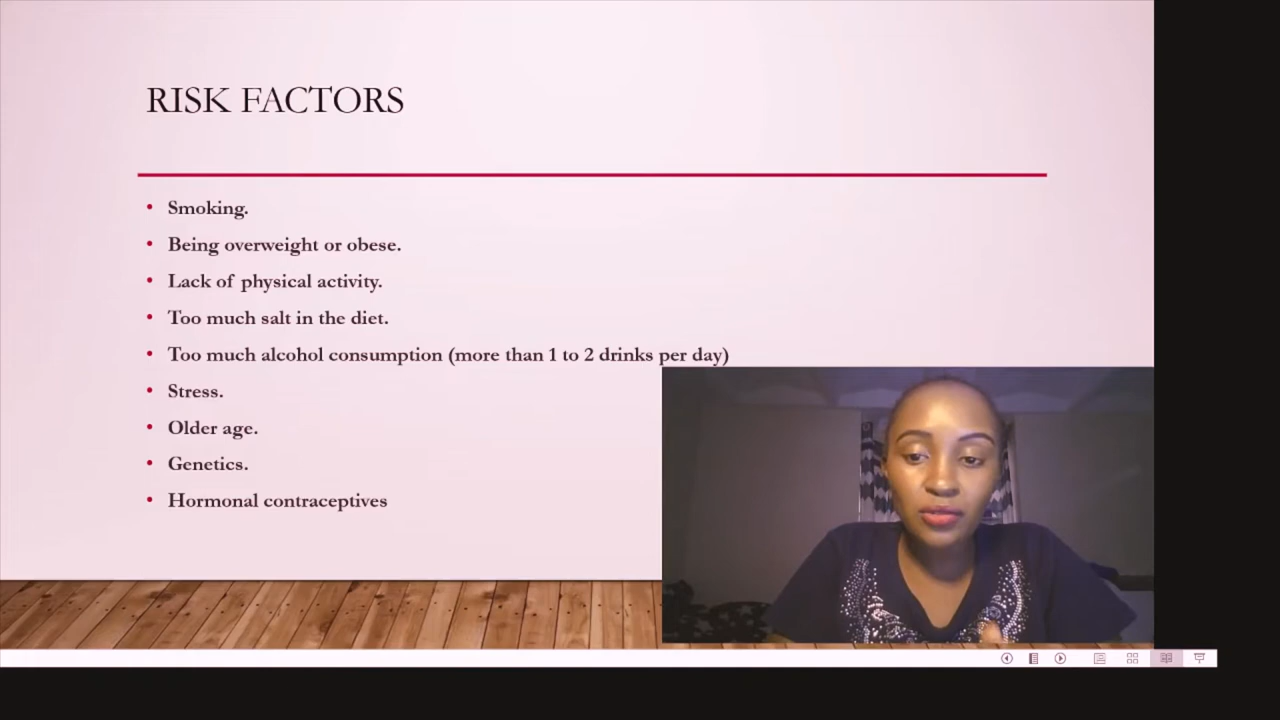 RISK FACTORS
Smoking.
Being overweight or obese.
Lack of physical activity.
Too much salt in the diet.
Too much alcohol consumption (more than 1 to 2 drinks per day)
Stress.
Older age.
Genetics.
Hormonal contraceptives